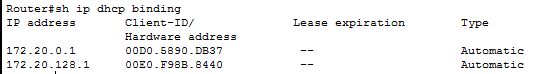 Router#sh ip dhcp binding
IP address Client-ID/ Lease expiration Type
Hardware address
172.20.0.1 00D0.5890.DB37 -- Automatic
172.20.128.1 00E0.F98B.8440 -- Automatic